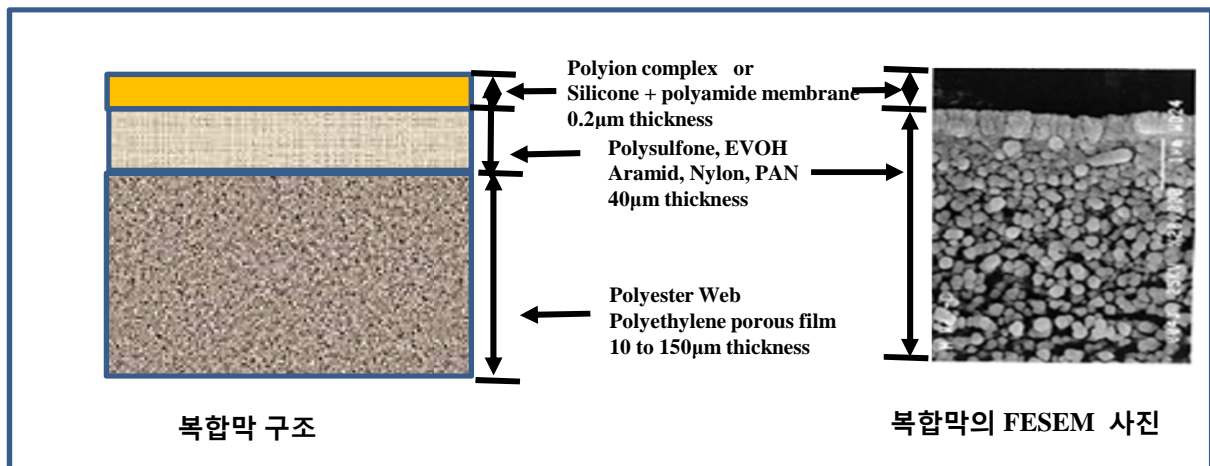 Polyion complex or
Silicone + polyamide membrane
0.2μm thickness
Polysulfone, EVOH
Aramid, Nylon, PAN
40μm thickness
Polyester Web
Polyethylene porous film
10 to 150μm thickness
복합막 구조
복합막의 FESEM 사진